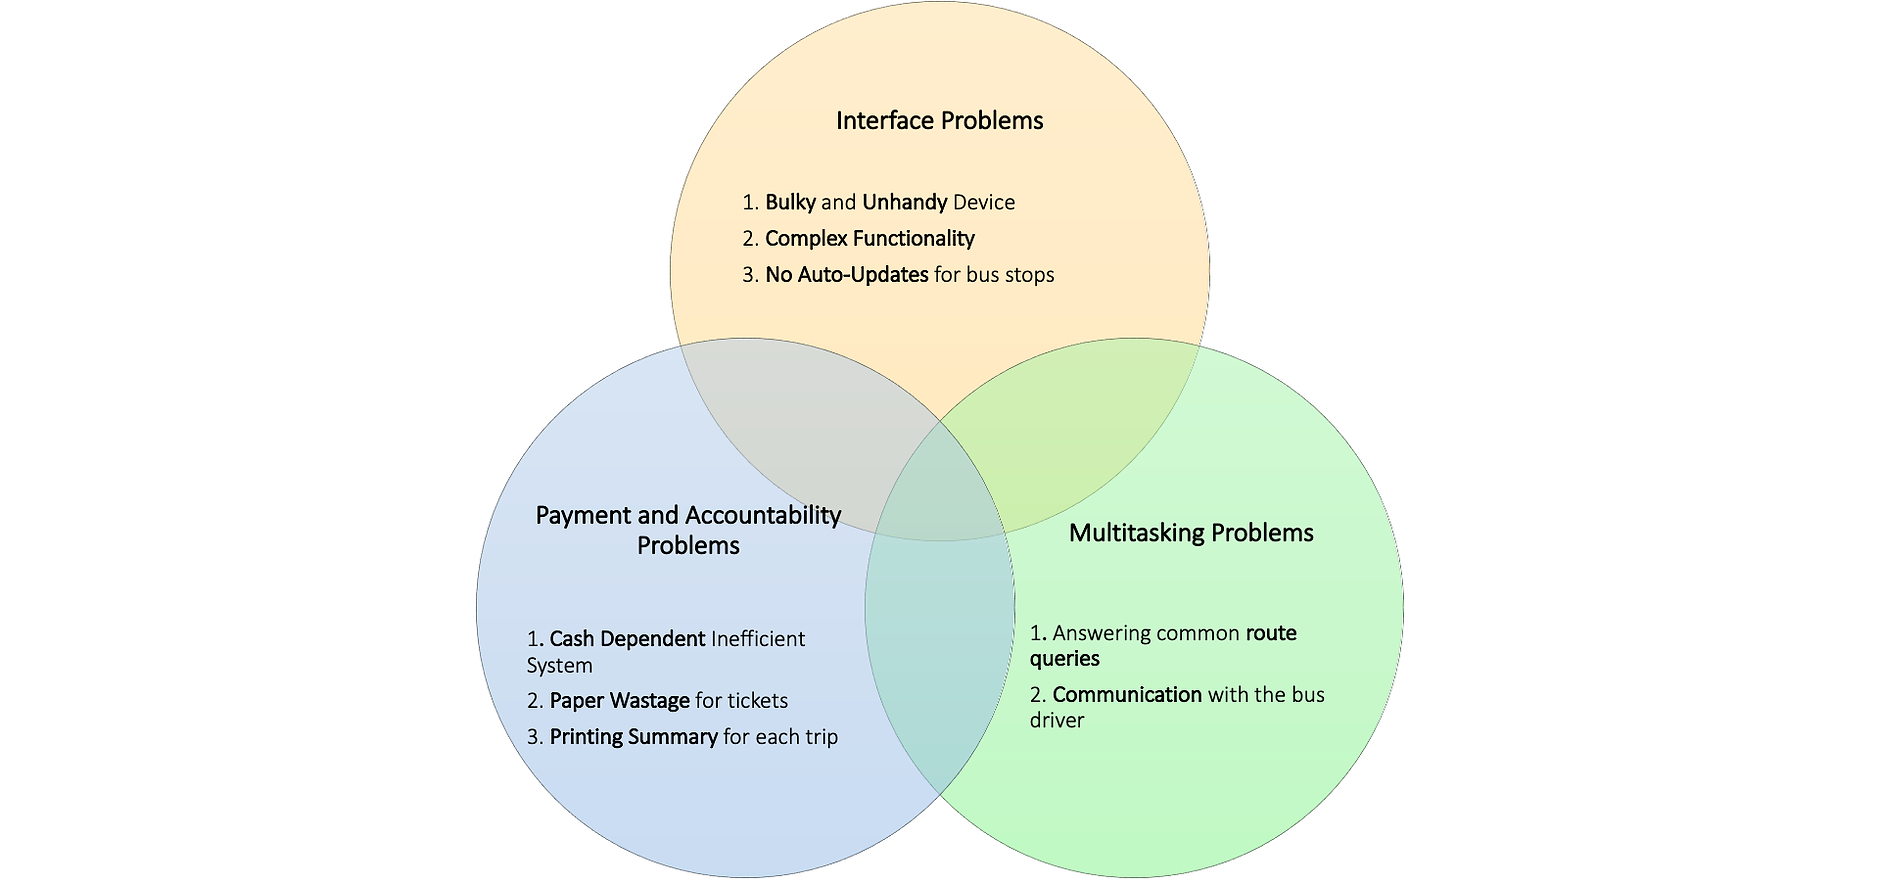 Interface Problems
1. Bulky and Unhandy Device
2. Complex Functionality
3. No Auto-Updates for bus stops
Payment and Accountability
Problems
1. Cash Dependent Inefficient
System
2. Paper Wastage for tickets
3. Printing Summary for each trip
Multitasking Problems
1. Answering common route
queries
2. Communication with the bus
driver